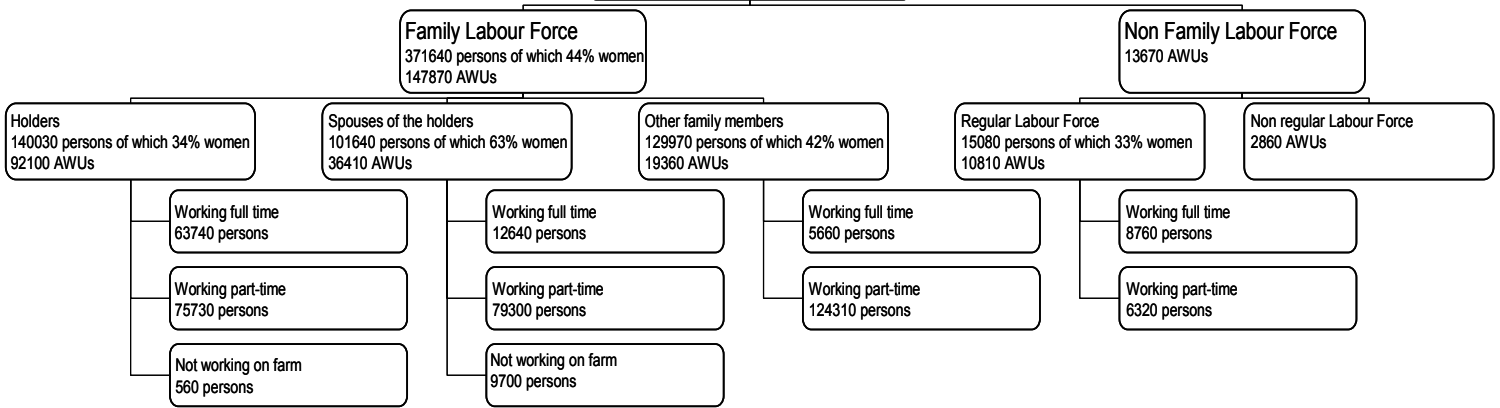 Family Labour Force
371640 persons of which 44% women
147870 AWUs
Non Family Labour Force
13670 AWUs
Holders
140030 persons of which 34% women
92100 AWUs
Spouses of the holders
101640 persons of which 63% women
36410 AWUs
Other family members
129970 persons of which 42% women
19360 AWUs
Regular Labour Force
15080 persons of which 33% women
10810 AWUs
Non regular Labour Force
2860 AWUs
Working full time
63740 persons
Working full time
12640 persons
Working full time
5660 persons
Working full time
8760 persons
Working part-time
75730 persons
Working part-time
79300 persons
Working part-time
124310 persons
Working part-time
6320 persons
Not working on farm
560 persons
Not working on farm
9700 persons